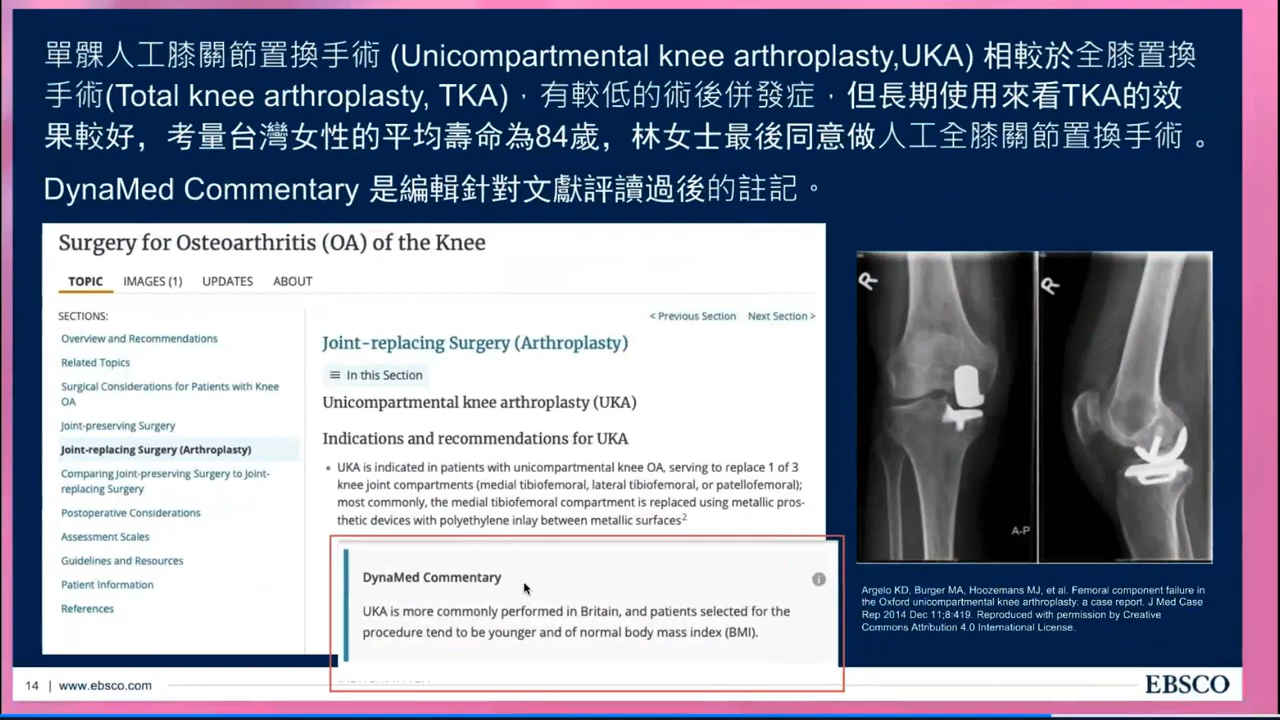 單髁人工膝關節置換手術 (Unicompartmental knee arthroplasty,UKA) 相較於全膝置換
手術(Total knee arthroplasty, TKA)，有較低的術後併發症，但長期使用來看TKA的效
果較好，考量台灣女性的平均壽命為84歲，林女士最後同意做人工全膝關節置換手術。
DynaMed Commentary 是編輯針對文獻評讀過後的註記。
Surgery for Osteoarthritis (OA) of the Knee
TOPIC IMAGES (1) UPDATES ABOUT
SECTIONS:
Overview and Recommendations
Related Topics
Surgical Considerations for Patients with Knee
OA
Joint-preserving Surgery
Joint-replacing Surgery (Arthroplasty)
Comparing Joint-preserving Surgery to Joint-
replacing Surgery
Postoperative Considerations
Assessment Scales
Guidelines and Resources
Patient Information
References
< Previous Section Next Section >
Joint-replacing Surgery (Arthroplasty)
≡ In this Section
Unicompartmental knee arthroplasty (UKA)
Indications and recommendations for UKA
• UKA is indicated in patients with unicompartmental knee OA, serving to replace 1 of 3
knee joint compartments (medial tibiofemoral, lateral tibiofemoral, or patellofemoral);
most commonly, the medial tibiofemoral compartment is replaced using metallic pros-
thetic devices with polyethylene inlay between metallic surfaces2
DynaMed Commentary
UKA is more commonly performed in Britain, and patients selected for the
procedure tend to be younger and of normal body mass index (BMI).
R
R
A-P
Argelo KD, Burger MA, Hoozemans MJ, et al. Femoral component failure in
the Oxford unicompartmental knee arthroplasty: a case report. J Med Case
Rep 2014 Dec 11;8:419. Reproduced with permission by Creative
Commons Attribution 4.0 International License.
14 | www.ebsco.com
EBSCO